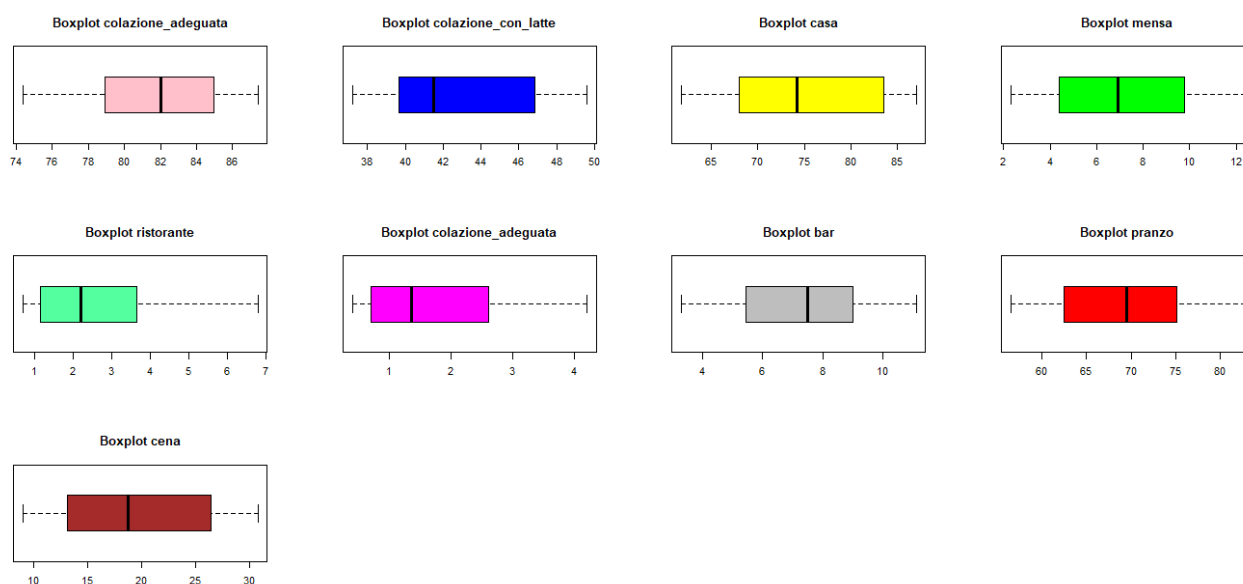 Boxplot colazione_adeguata
Boxplot colazione_con_latte
Boxplot casa
Boxplot mensa
74 76 78 80 82 84 86
38 40 42 44 46 48 50
65 70 75 80 85
2 4 6 8 10 12
Boxplot ristorante
Boxplot colazione_adeguata
Boxplot bar
Boxplot pranzo
1 2 3 4 5 6 7
1 2 3 4
4 6 8 10
60 65 70 75 80
Boxplot cena
10 15 20 25 30